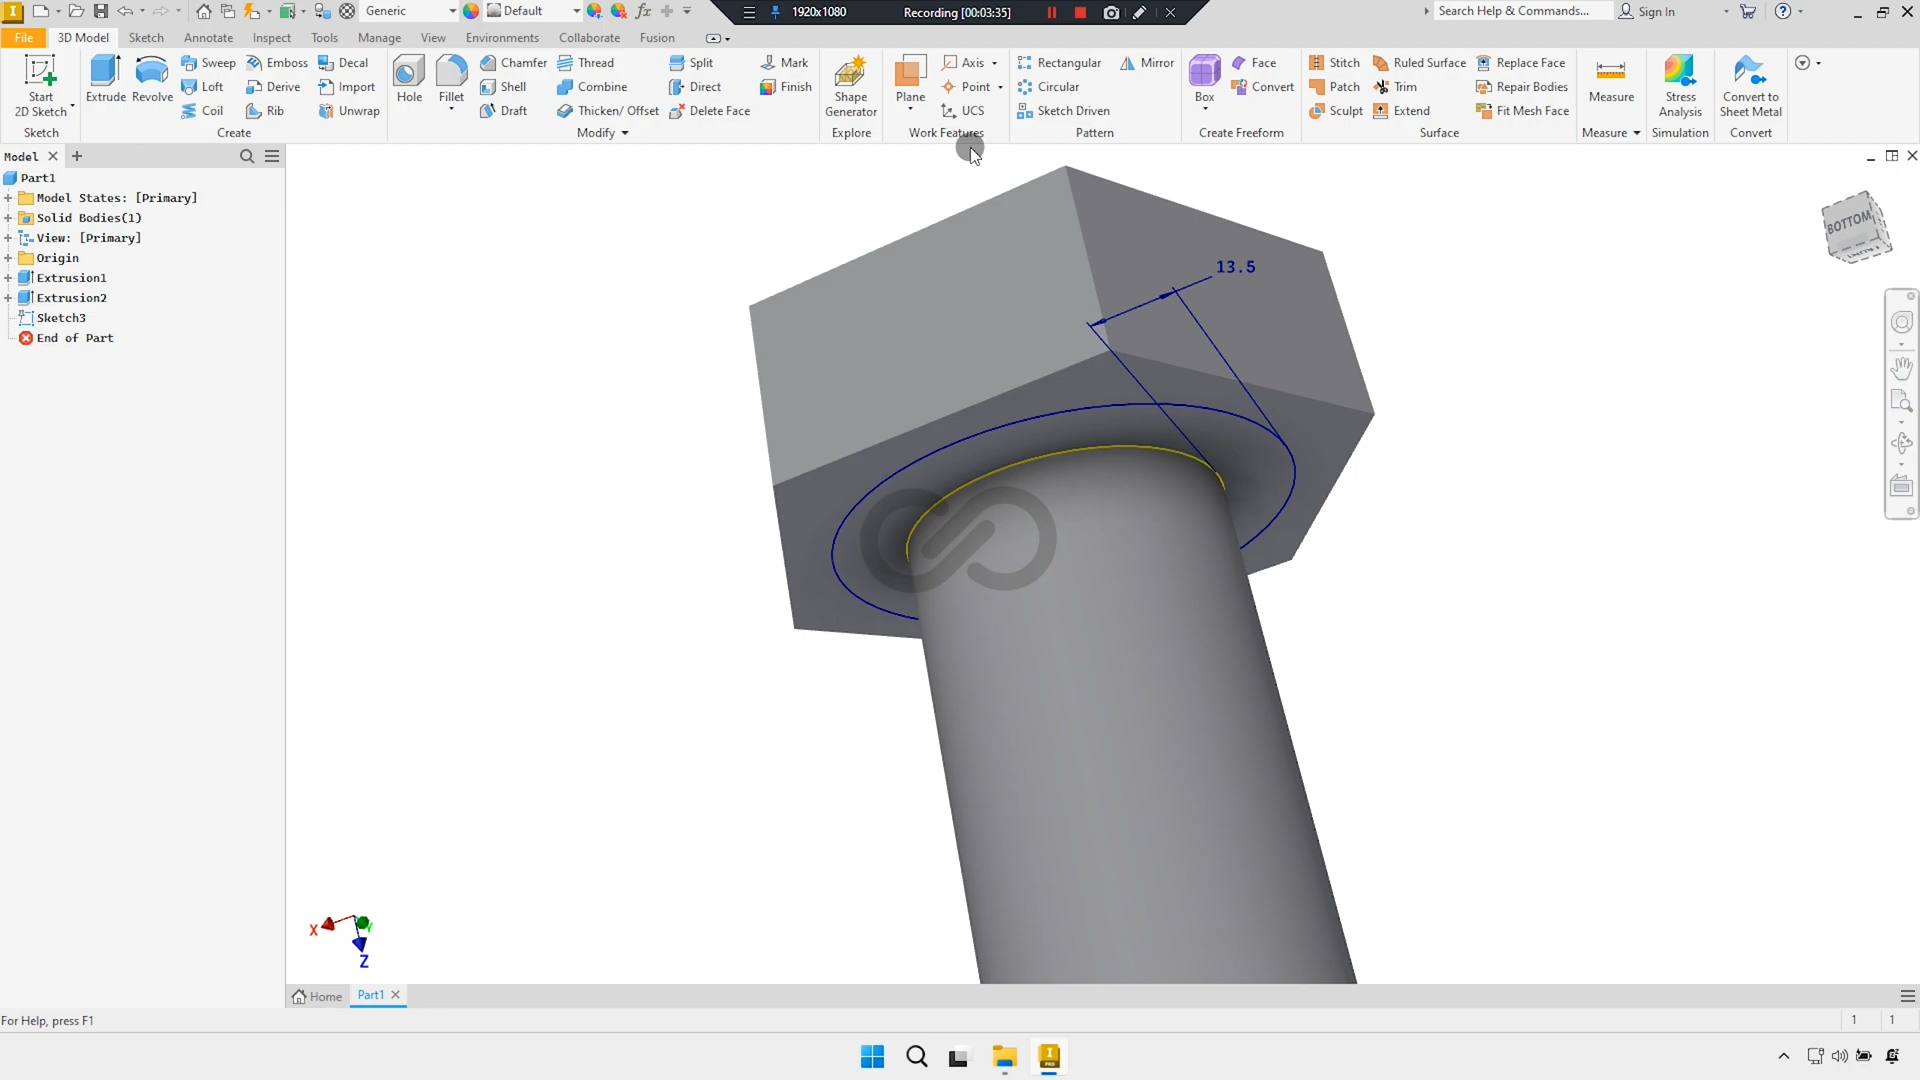 Generic
Default
fx
1920x1080
Recording [00:03:35]
Search Help & Commands...
Sign In
File
3D Model
Sketch
Annotate
Inspect
Tools
Manage
View
Environments
Collaborate
Fusion
Start
2D Sketch
Sketch
Extrude
Revolve
Sweep
Loft
Coil
Emboss
Derive
Rib
Decal
Import
Unwrap
Create
Hole
Fillet
Chamfer
Shell
Draft
Thread
Combine
Thicken/ Offset
Split
Direct
Delete Face
Mark
Finish
Modify
Shape
Generator
Explore
Plane
Axis
Point
UCS
Work Features
Rectangular
Circular
Sketch Driven
Mirror
Pattern
Box
Face
Convert
Create Freeform
Stitch
Patch
Sculpt
Ruled Surface
Trim
Extend
Replace Face
Repair Bodies
Fit Mesh Face
Surface
Measure
Measure
Stress
Analysis
Simulation
Convert to
Sheet Metal
Convert
Model
Part1
Model States: [Primary]
Solid Bodies(1)
View: [Primary]
Origin
Extrusion1
Extrusion2
Sketch3
End of Part
13.5
BOTTOM
X
Z
Home
Part1
For Help, press F1
1 1